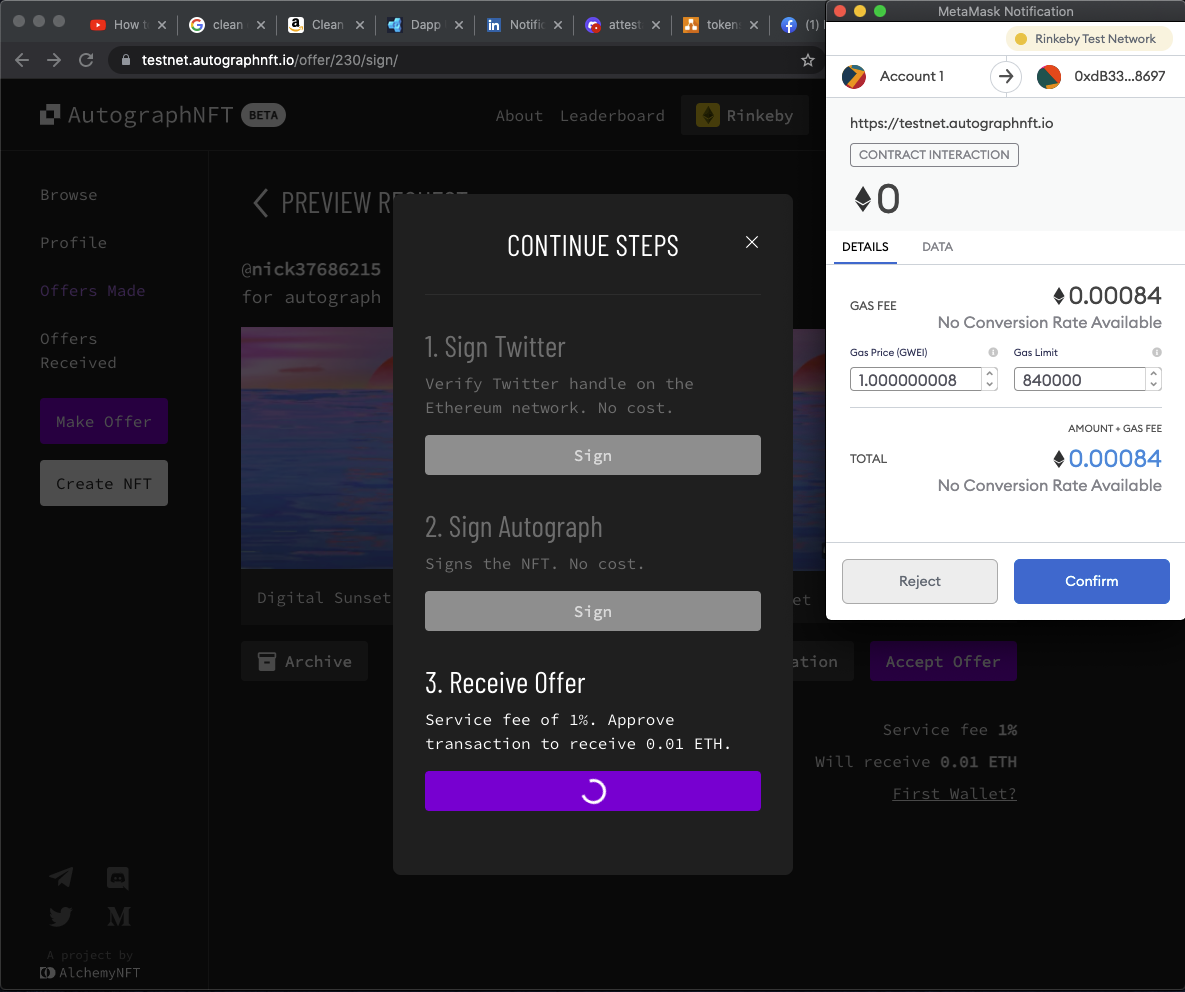 How t
clean
Clean
Dapp
Notific
attest
token
(1)
testnet.autographnft.io/offer/230/sign/
AutographNFT BETA
About
Leaderboard
Rinkeby
Browse
Profile
Offers Made
Offers
Received
Make Offer
Create NFT
PREVIEW REQUEST
@nick37686215
for autograph
Digital Sunset
et
Archive
ation
Accept Offer
Service fee 1%
Will receive 0.01 ETH
First Wallet?
A project by
AlchemyNFT
CONTINUE STEPS
1. Sign Twitter
Verify Twitter handle on the
Ethereum network. No cost.
Sign
2. Sign Autograph
Signs the NFT. No cost.
Sign
3. Receive Offer
Service fee of 1%. Approve
transaction to receive 0.01 ETH.
MetaMask Notification
Rinkeby Test Network
Account 1
0xdB33...8697
https://testnet.autographnft.io
CONTRACT INTERACTION
0
DETAILS
DATA
GAS FEE
0.00084
No Conversion Rate Available
Gas Price (GWEI)
Gas Limit
1.000000008
840000
AMOUNT + GAS FEE
TOTAL
0.00084
No Conversion Rate Available
Reject
Confirm